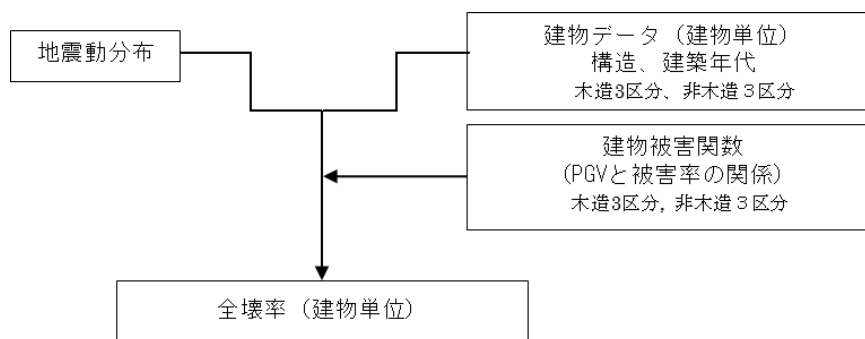 地震動分布
建物データ（建物単位）
構造、建築年代
木造3区分、非木造３区分
建物被害関数
(PGVと被害率の関係)
木造3区分, 非木造３区分
全壊率（建物単位）